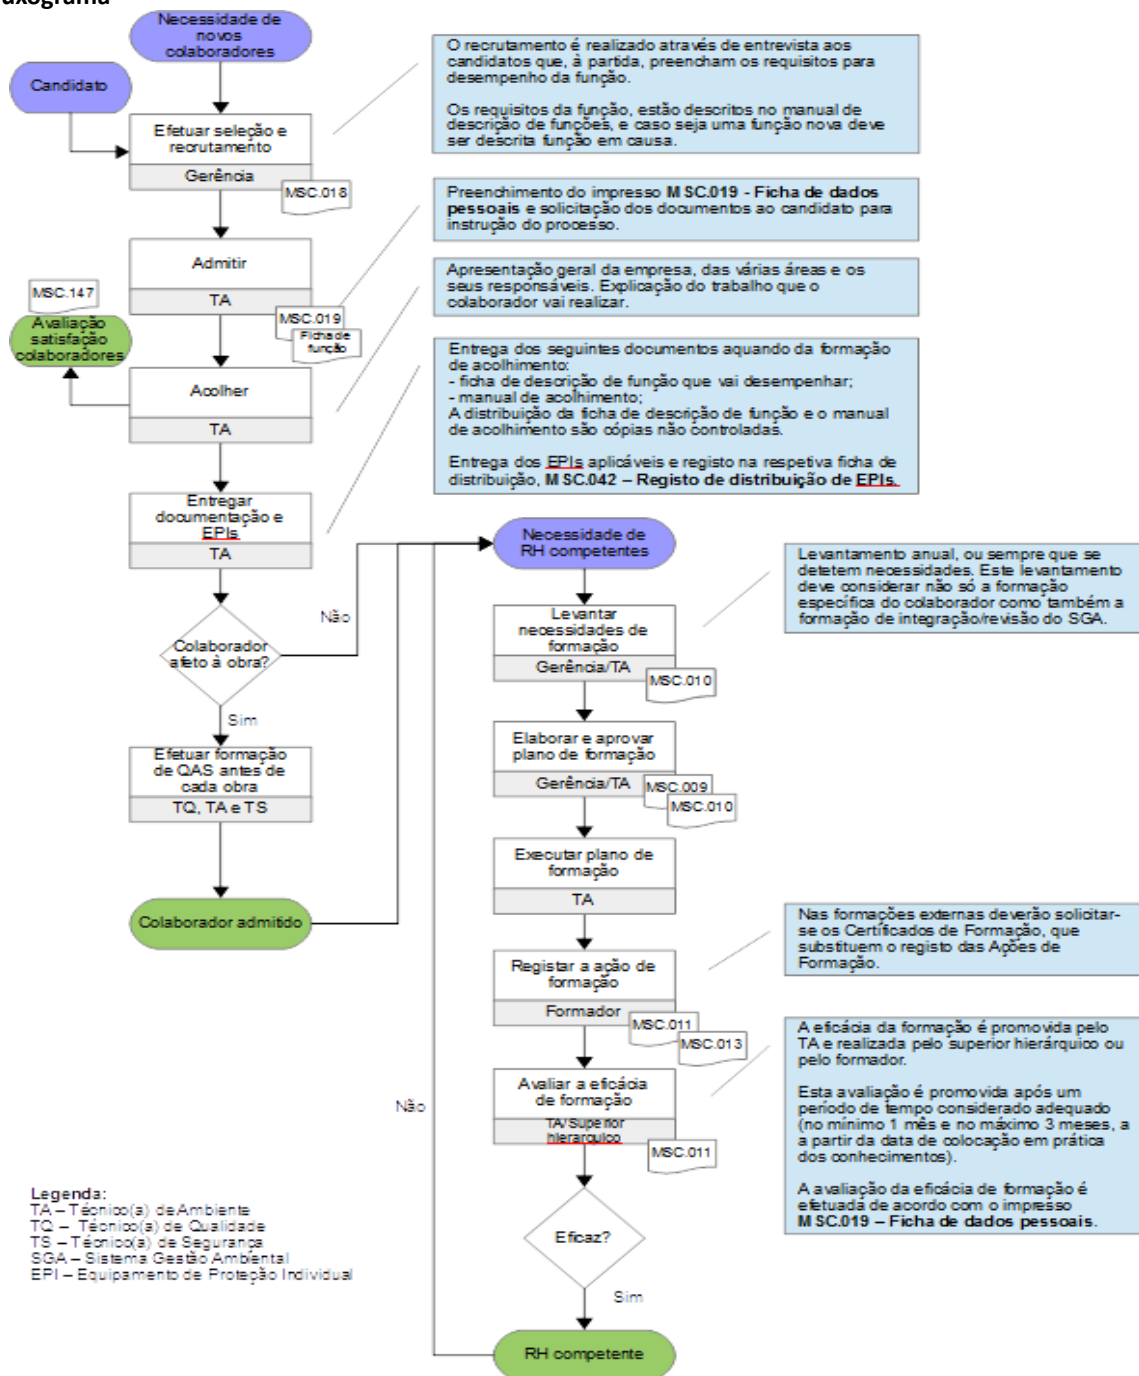 uxograma
Necessidade de
novos
colaboradores
Candidato
Efetuar seleção e
recrutamento
Gerência
MSC.018
O recrutamento é realizado através de entrevista aos
candidatos que, à partida, preencham os requisitos para
desempenho da função.
Os requisitos da função, estão descritos no manual de
descrição de funções, e caso seja uma função nova deve
ser descrita função em causa.
Admitir
TA
MSC.019
Ficha de
função
Preenchimento do impresso MSC.019 - Ficha de dados
pessoais e solicitação dos documentos ao candidato para
instrução do processo.
MSC.147
Avaliação
satisfação
colaboradores
Acolher
TA
Apresentação geral da empresa, das várias áreas e os
seus responsáveis. Explicação do trabalho que o
colaborador vai realizar.
Entregar
documentação e
EPIs
TA
Entrega dos seguintes documentos aquando da formação
de acolhimento:
- ficha de descrição de função que vai desempenhar;
- manual de acolhimento;
A distribuição da ficha de descrição de função e o manual
de acolhimento são cópias não controladas.
Entrega dos EPIs aplicáveis e registo na respetiva ficha de
distribuição, MSC.042 – Registo de distribuição de EPIs.
Colaborador
afeto à obra?
Não
Sim
Efetuar formação
de QAS antes de
cada obra
TQ, TA e TS
Colaborador admitido
Necessidade de
RH competentes
Levantar
necessidades de
formação
Gerência/TA
MSC.010
Levantamento anual, ou sempre que se
detetem necessidades. Este levantamento
deve considerar não só a formação
específica do colaborador como também a
formação de integração/revisão do SGA.
Elaborar e aprovar
plano de formação
Gerência/TA
MSC.009
MSC.010
Executar plano de
formação
TA
Registar a ação de
formação
Formador
MSC.011
MSC.013
Nas formações externas deverão solicitar-
se os Certificados de Formação, que
substituem o registo das Ações de
Formação.
Avaliar a eficácia
de formação
TA/Superior
hierarquico
MSC.011
A eficácia da formação é promovida pelo
TA e realizada pelo superior hierárquico ou
pelo formador.
Esta avaliação é promovida após um
período de tempo considerado adequado
(no mínimo 1 mês e no máximo 3 meses, a
a partir da data de colocação em prática
dos conhecimentos).
A avaliação da eficácia de formação é
efetuada de acordo com o impresso
MSC.019 – Ficha de dados pessoais.
Não
Eficaz?
Sim
RH competente
Legenda:
TA – Técnico(a) de Ambiente
TQ – Técnico(a) de Qualidade
TS – Técnico(a) de Segurança
SGA – Sistema Gestão Ambiental
EPI – Equipamento de Proteção Individual